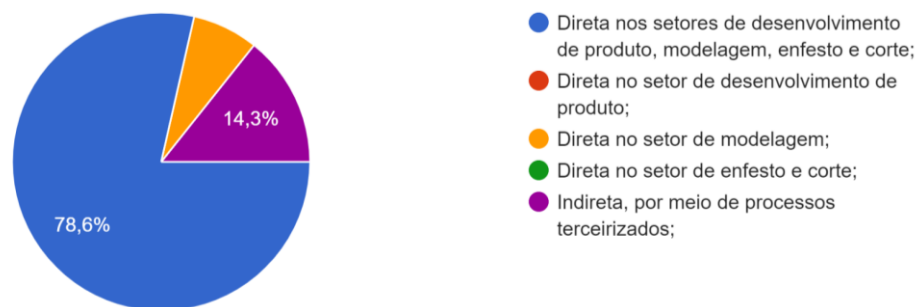 14,3%
78,6%
Direta nos setores de desenvolvimento
de produto, modelagem, enfesto e corte;
Direta no setor de desenvolvimento de
produto;
Direta no setor de modelagem;
Direta no setor de enfesto e corte;
Indireta, por meio de processos
terceirizados;